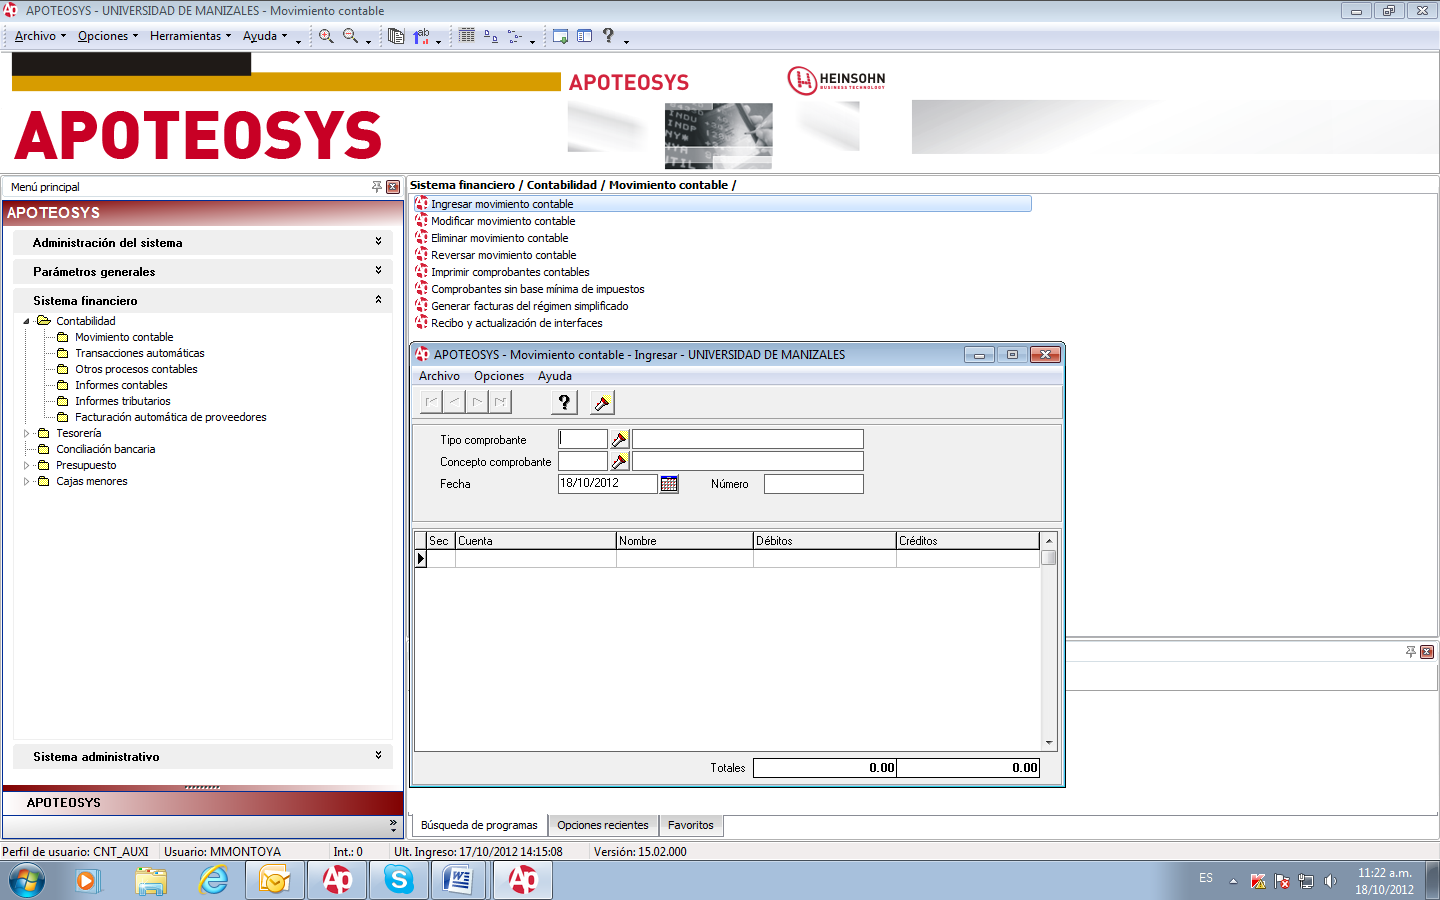 APOTEOSYS - UNIVERSIDAD DE MANIZALES - Movimiento contable
Archivo Opciones Herramientas Ayuda
APOTEOSYS
HEINSOHN
BUSINESS TECHNOLOGY
APOTEOSYS
Menú principal
APOTEOSYS
Administración del sistema
Parámetros generales
Sistema financiero
Contabilidad
Movimiento contable
Transacciones automáticas
Otros procesos contables
Informes contables
Informes tributarios
Facturación automática de proveedores
Tesorería
Conciliación bancaria
Presupuesto
Cajas menores
Sistema administrativo
APOTEOSYS
Sistema financiero / Contabilidad / Movimiento contable /
Ingresar movimiento contable
Modificar movimiento contable
Eliminar movimiento contable
Reversar movimiento contable
Imprimir comprobantes contables
Comprobantes sin base mínima de impuestos
Generar facturas del régimen simplificado
Recibo y actualización de interfaces
APOTEOSYS - Movimiento contable - Ingresar - UNIVERSIDAD DE MANIZALES
Archivo Opciones Ayuda
Tipo comprobante
Concepto comprobante
Fecha 18/10/2012 Número
Sec Cuenta Nombre Débitos Créditos
Totales 0.00 0.00
Búsqueda de programas Opciones recientes Favoritos
Perfil de usuario: CNT_AUXI Usuario: MMONTOYA Int.: 0 Ult. Ingreso: 17/10/2012 14:15:08 Versión: 15.02.000
ES 11:22 a.m.
18/10/2012